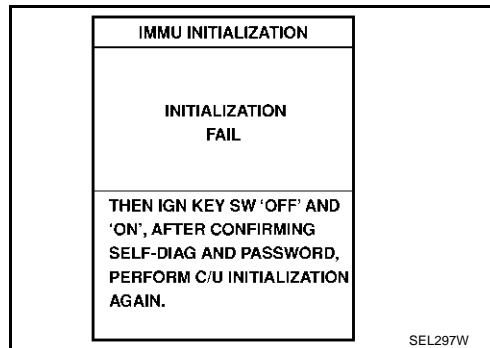 IMMU INITIALIZATION
INITIALIZATION
FAIL
THEN IGN KEY SW ‘OFF’ AND
‘ON’, AFTER CONFIRMING
SELF-DIAG AND PASSWORD,
PERFORM C/U INITIALIZATION
AGAIN.
SEL297W